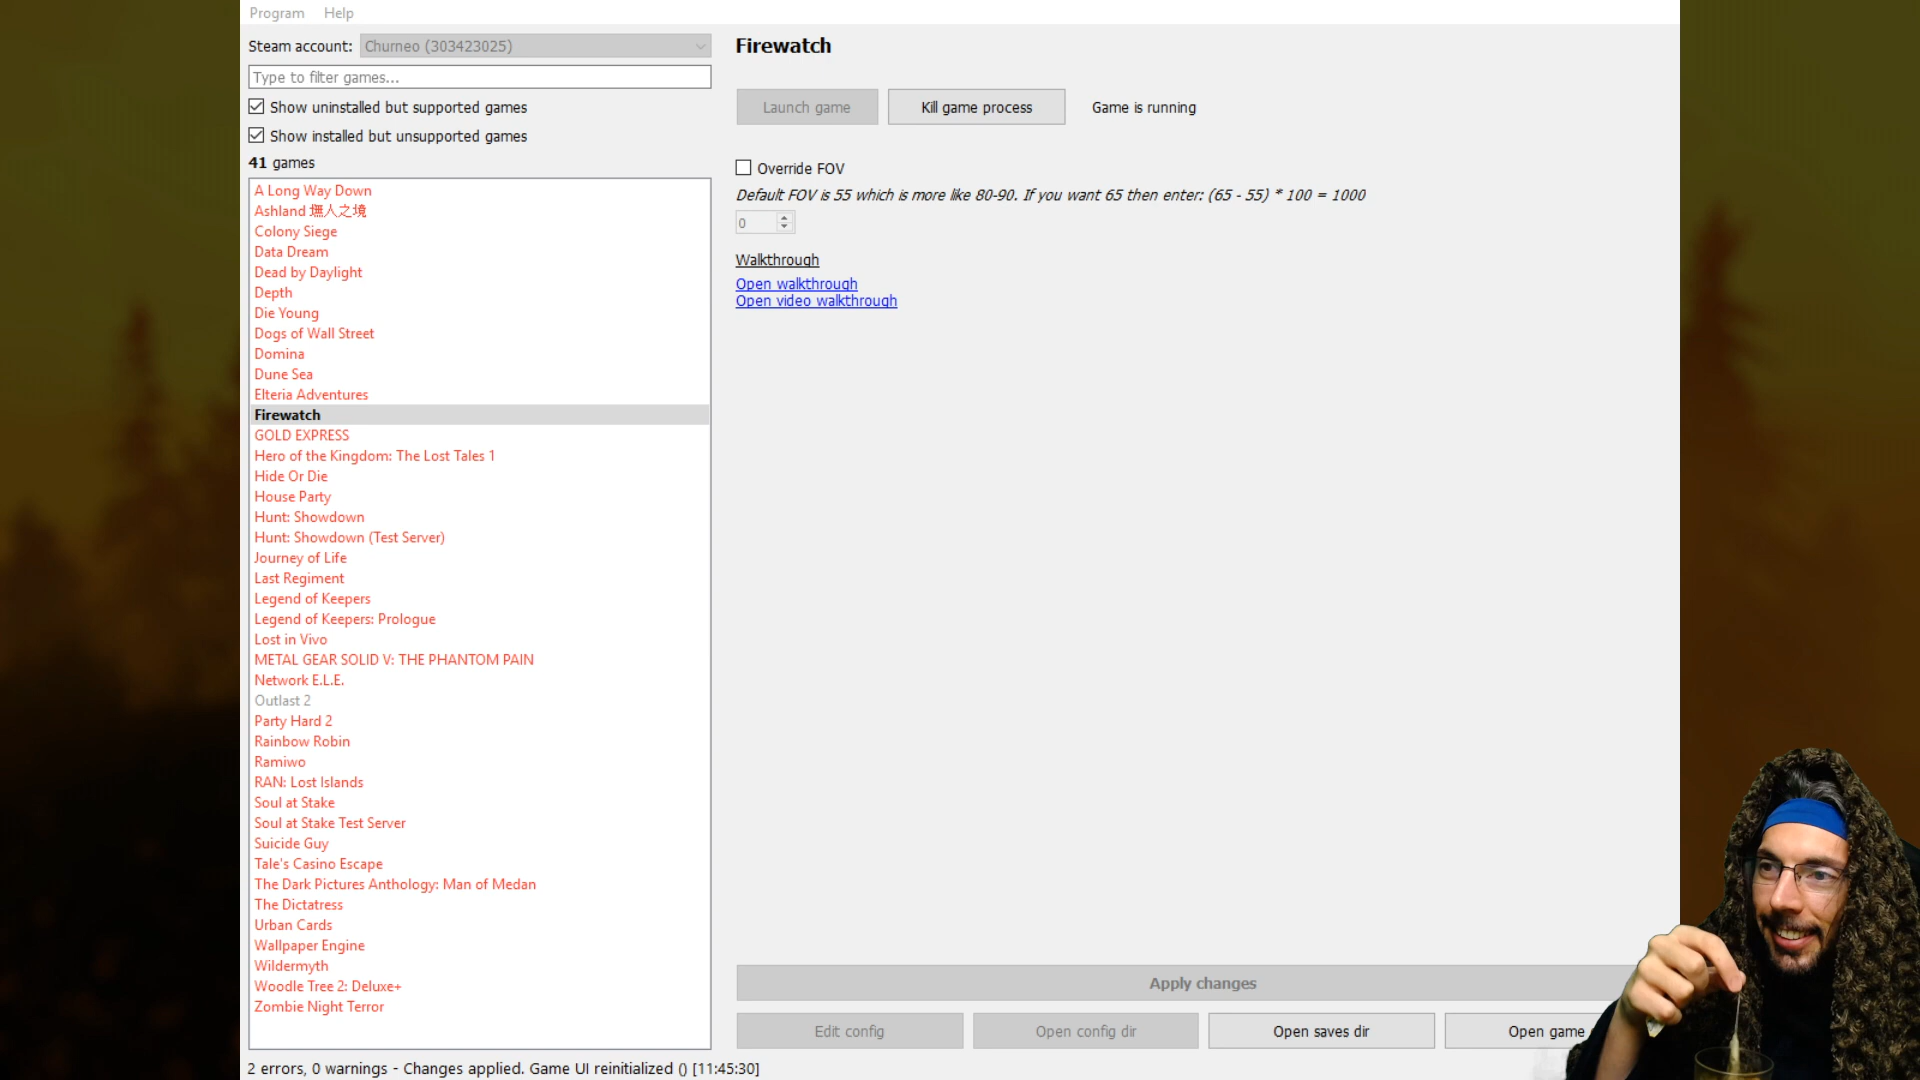 Program Help
Steam account: Churneo (303423025)
Type to filter games...
Show uninstalled but supported games
Show installed but unsupported games
41 games
A Long Way Down
Ashland 憮人之境
Colony Siege
Data Dream
Dead by Daylight
Depth
Die Young
Dogs of Wall Street
Domina
Dune Sea
Elteria Adventures
Firewatch
GOLD EXPRESS
Hero of the Kingdom: The Lost Tales 1
Hide Or Die
House Party
Hunt: Showdown
Hunt: Showdown (Test Server)
Journey of Life
Last Regiment
Legend of Keepers
Legend of Keepers: Prologue
Lost in Vivo
METAL GEAR SOLID V: THE PHANTOM PAIN
Network E.L.E.
Outlast 2
Party Hard 2
Rainbow Robin
Ramiwo
RAN: Lost Islands
Soul at Stake
Soul at Stake Test Server
Suicide Guy
Tale's Casino Escape
The Dark Pictures Anthology: Man of Medan
The Dictatress
Urban Cards
Wallpaper Engine
Wildermyth
Woodle Tree 2: Deluxe+
Zombie Night Terror
Firewatch
Launch game Kill game process Game is running
Override FOV
Default FOV is 55 which is more like 80-90. If you want 65 then enter: (65 - 55) * 100 = 1000
0
Walkthrough
Open walkthrough
Open video walkthrough
Apply changes
Edit config Open config dir Open saves dir Open game
2 errors, 0 warnings - Changes applied. Game UI reinitialized () [11:45:30]